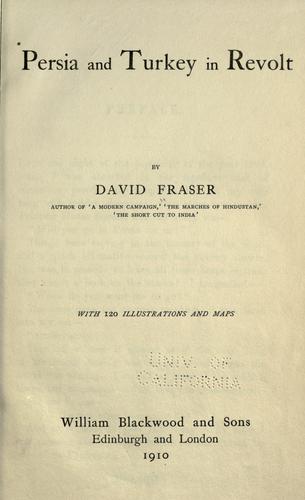 Persia and Turkey in Revolt
BY
DAVID FRASER
AUTHOR OF 'A MODERN CAMPAIGN,' 'THE MARCHES OF HINDUSTAN,'
'THE SHORT CUT TO INDIA'
WITH 120 ILLUSTRATIONS AND MAPS
UNIV. OF
CALIFORNIA
William Blackwood and Sons
Edinburgh and London
1910